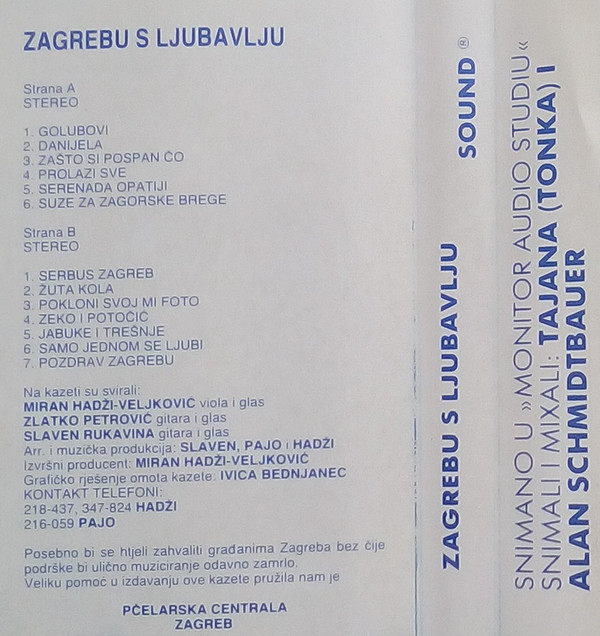 ZAGREBU S LJUBAVLJU
Strana A
STEREO
1. GOLUBOVI
2. DANIJELA
3. ZAŠTO SI POSPAN ČO
4. PROLAZI SVE
5. SERENADA OPATIJI
6. SUZE ZA ZAGORSKE BREGE
Strana B
STEREO
1. SERBUS ZAGREB
2. ŽUTA KOLA
3. POKLONI SVOJ MI FOTO
4. ZEKO I POTOČIĆ
5. JABUKE I TREŠNJE
6. SAMO JEDNOM SE LJUBI
7. POZDRAV ZAGREBU
Na kazeti su svirali:
MIRAN HADŽI-VELJKOVIĆ viola i glas
ZLATKO PETROVIĆ gitara i glas
SLAVEN RUKAVINA gitara i glas
Arr. i muzička produkcija: SLAVEN, PAJO i HADŽI
Izvršni producent: MIRAN HADŽI-VELJKOVIĆ
Grafičko rješenje omota kazete: IVICA BEDNJANEC
KONTAKT TELEFONI:
218-437, 347-824 HADŽI
216-059 PAJO
Posebno bi se htjeli zahvaliti građanima Zagreba bez čije
podrške bi ulično muziciranje odavno zamrlo.
Veliku pomoć u izdavanju ove kazete pružila nam je
PČELARSKA CENTRALA
ZAGREB
ZAGREBU S LJUBAVLJU SOUND ®
SNIMANO U »MONITOR AUDIO STUDIU«
SNIMALI I MIXALI: TAJANA (TONKA) I
ALAN SCHMIDTBAUER